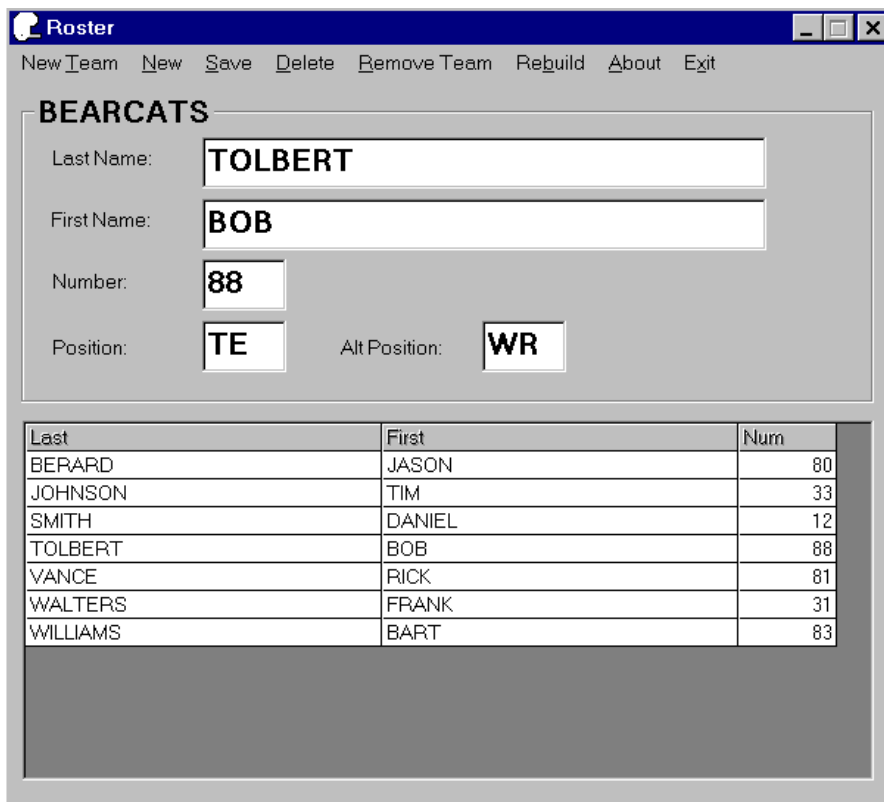 Roster
New Team New Save Delete Remove Team Rebuild About Exit
BEARCATS
Last Name: TOLBERT
First Name: BOB
Number: 88
Position: TE Alt Position: WR
Last First Num
BERARD JASON 80
JOHNSON TIM 33
SMITH DANIEL 12
TOLBERT BOB 88
VANCE RICK 81
WALTERS FRANK 31
WILLIAMS BART 83